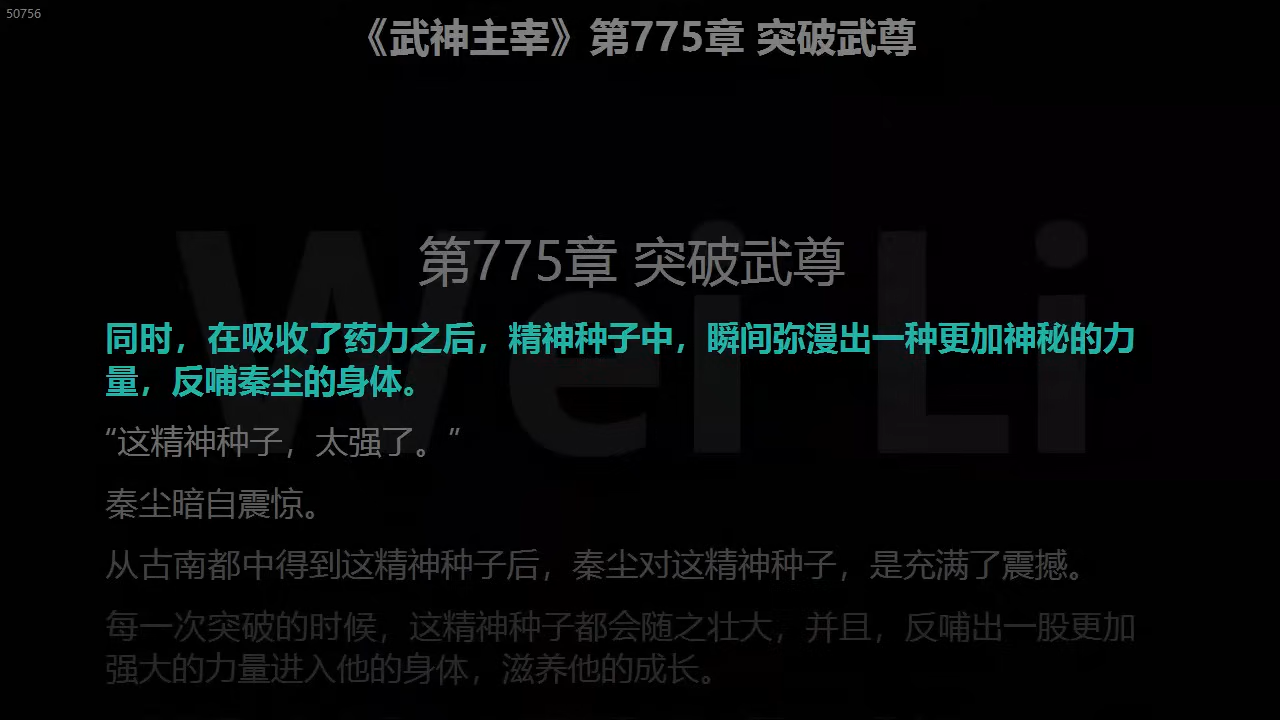 50756
《武神主宰》第775章 突破武尊
第775章 突破武尊
同时，在吸收了药力之后，精神种子中，瞬间弥漫出一种更加神秘的力
量，反哺秦尘的身体。
“这精神种子，太强了。”
秦尘暗自震惊。
从古南都中得到这精神种子后，秦尘对这精神种子，是充满了震撼。
每一次突破的时候，这精神种子都会随之壮大，并且，反哺出一股更加
强大的力量进入他的身体，滋养他的成长。
Wei Li